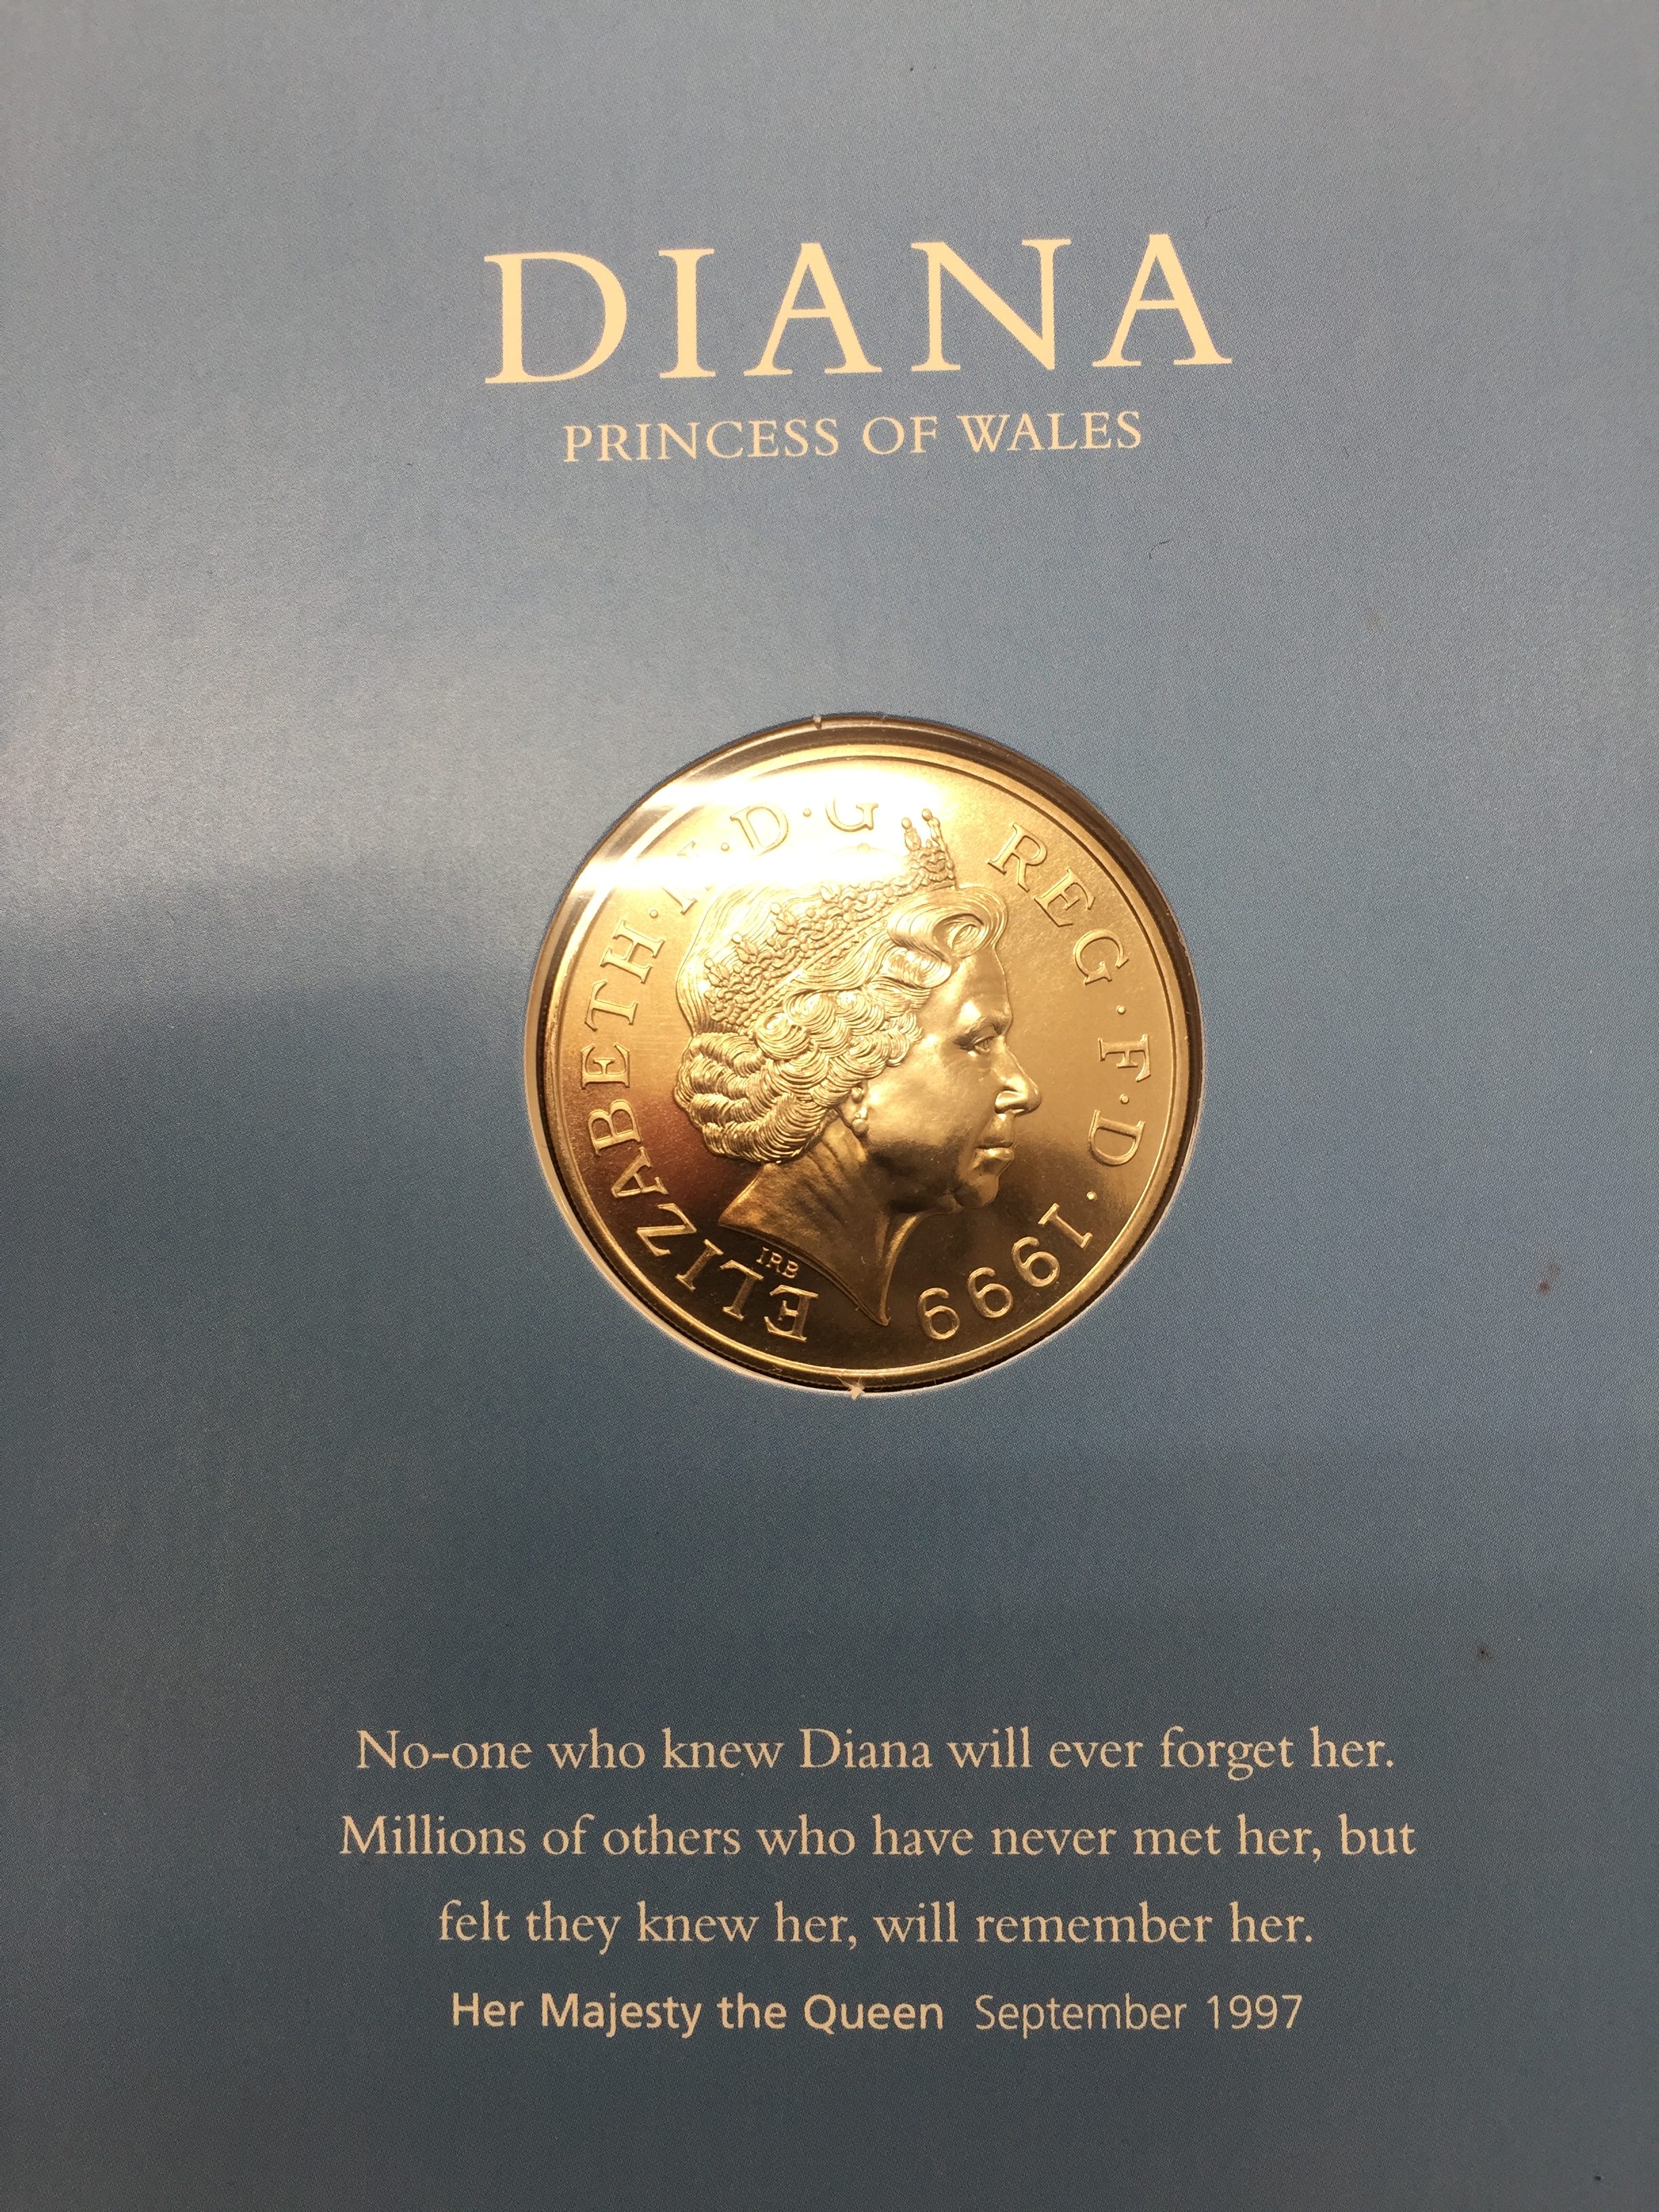 DIANA
PRINCESS OF WALES
ELIZABETH · II · D · G REG · F · D · 1999
IRB
No-one who knew Diana will ever forget her.
Millions of others who have never met her, but
felt they knew her, will remember her.
Her Majesty the Queen September 1997